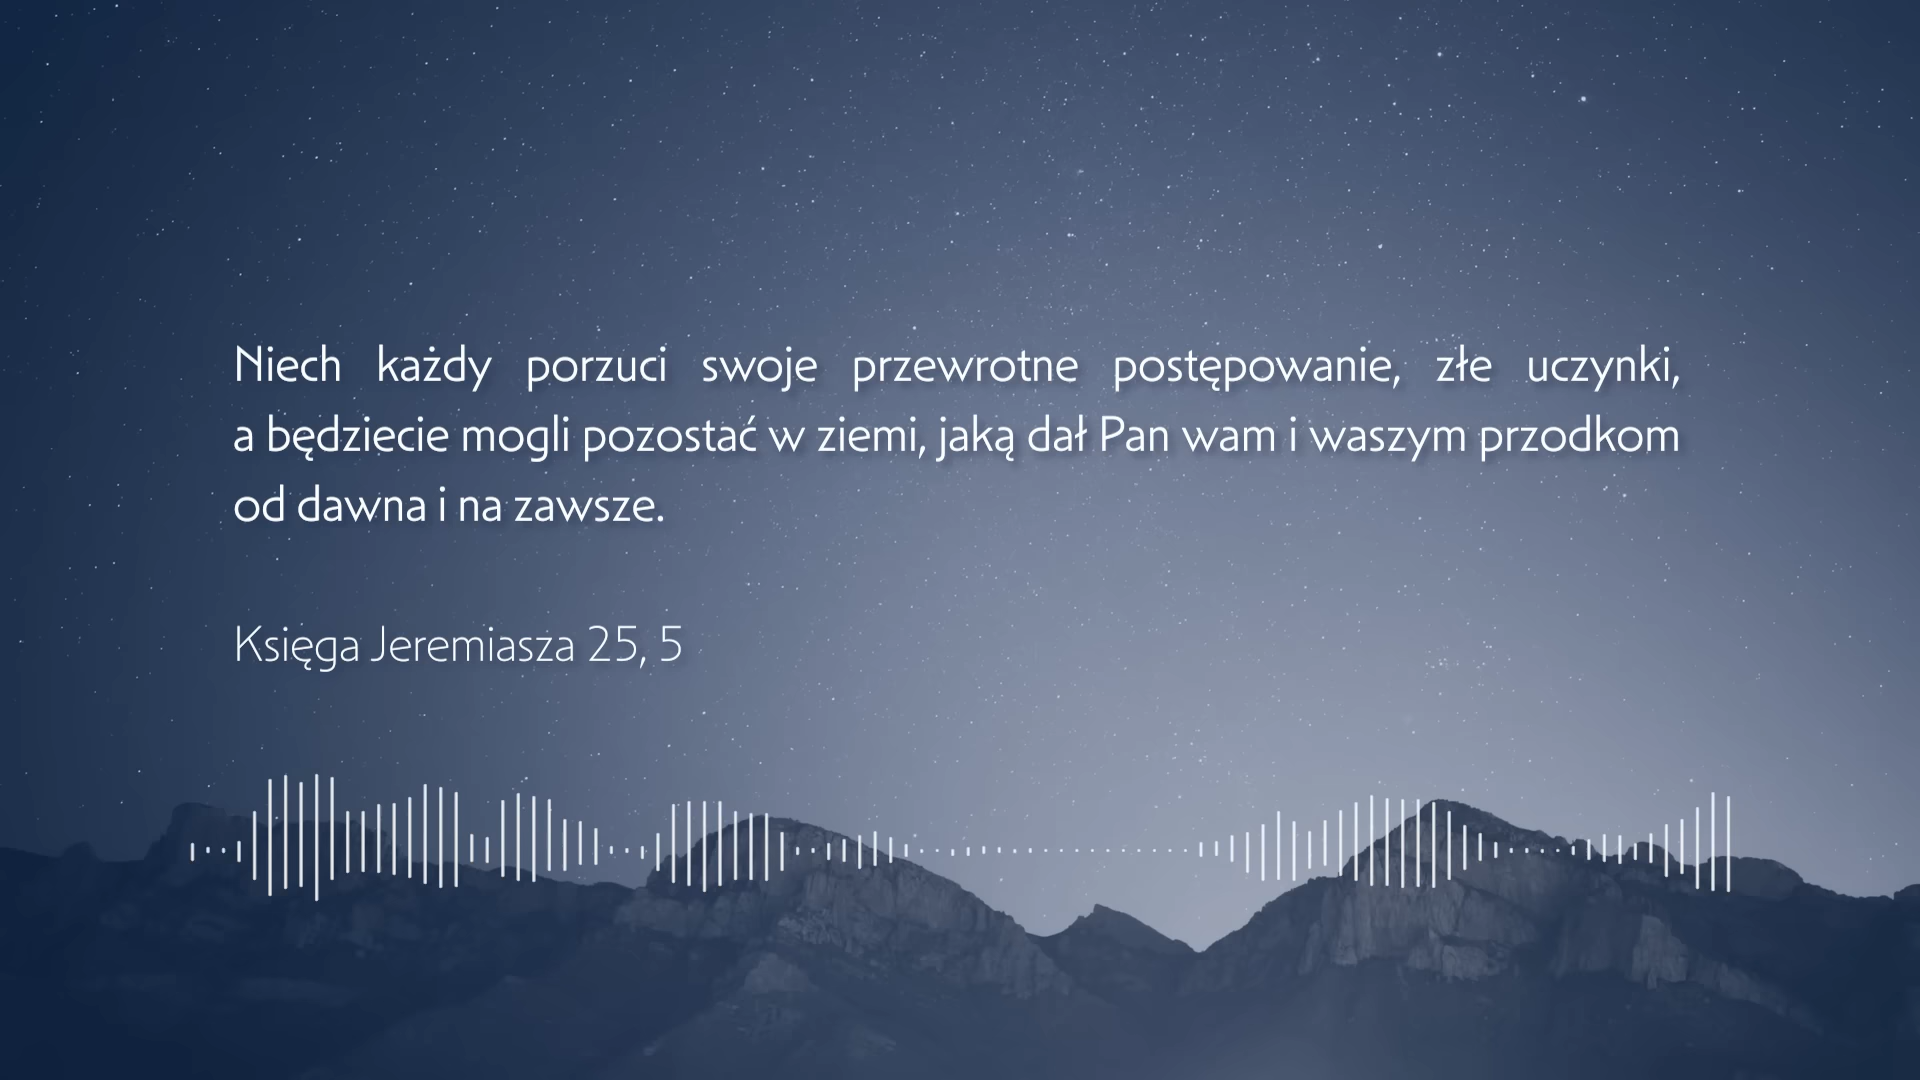 Niech każdy porzuci swoje przewrotne postępowanie, złe uczynki,
a będziecie mogli pozostać w ziemi, jaką dał Pan wam i waszym przodkom
od dawna i na zawsze.
Księga Jeremiasza 25, 5